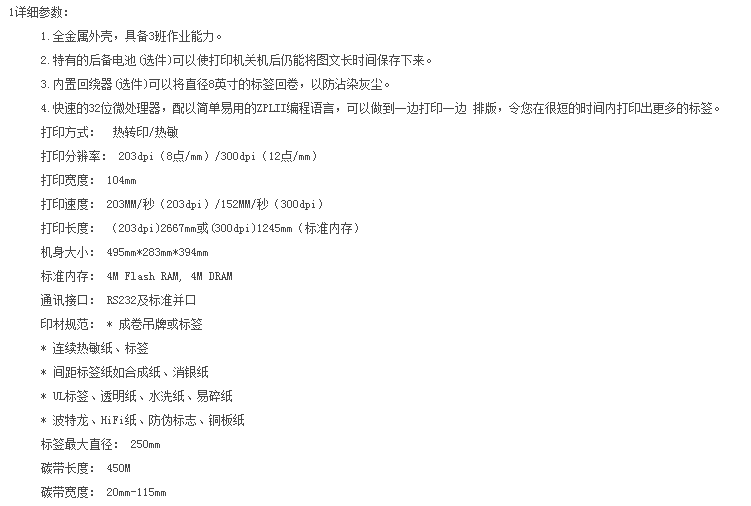 1详细参数:
1.全金属外壳，具备3班作业能力。
2.特有的后备电池(选件)可以使打印机关机后仍能将图文长时间保存下来。
3.内置回绕器(选件)可以将直径8英寸的标签回卷，以防沾染灰尘。
4.快速的32位微处理器，配以简单易用的ZPLII编程语言，可以做到一边打印一边 排版，令您在很短的时间内打印出更多的标签。
打印方式： 热转印/热敏
打印分辨率： 203dpi（8点/mm）/300dpi（12点/mm）
打印宽度： 104mm
打印速度： 203MM/秒（203dpi）/152MM/秒（300dpi）
打印长度： （203dpi)2667mm或(300dpi)1245mm（标准内存）
机身大小： 495mm*283mm*394mm
标准内存： 4M Flash RAM, 4M DRAM
通讯接口： RS232及标准并口
印材规范： * 成卷吊牌或标签
* 连续热敏纸、标签
* 间距标签纸如合成纸、消银纸
* UL标签、透明纸、水洗纸、易碎纸
* 波特龙、HiFi纸、防伪标志、铜板纸
标签最大直径： 250mm
碳带长度： 450M
碳带宽度： 20mm-115mm